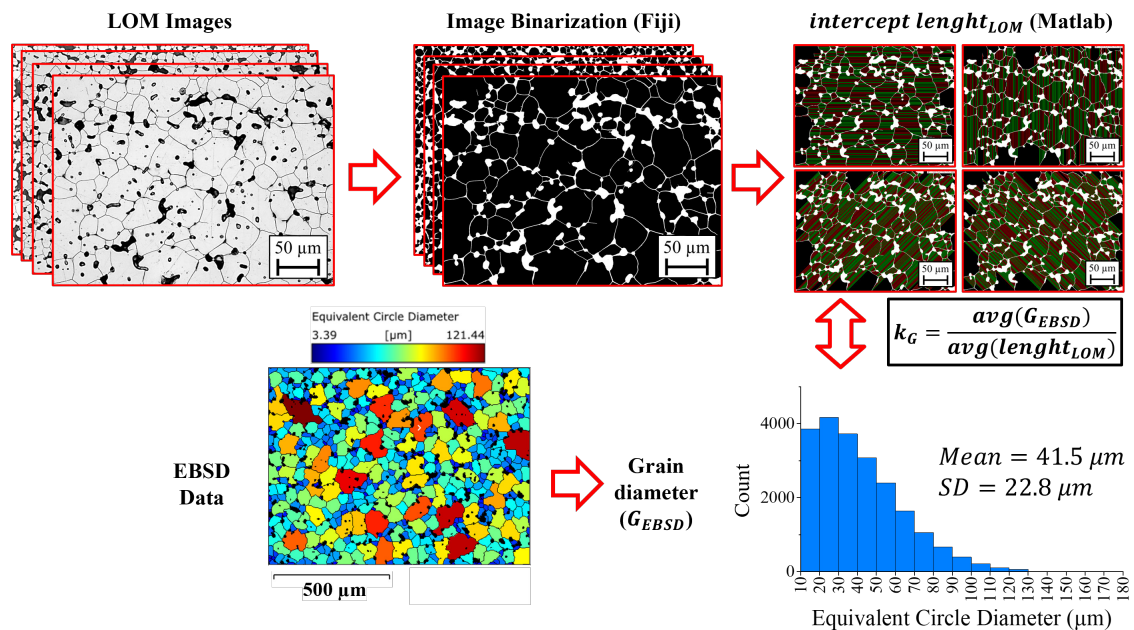 LOM Images
Image Binarization (Fiji)
intercept lenght_LOM (Matlab)
50 µm
50 µm
50 µm
50 µm
50 µm
50 µm
k_G = avg(G_EBSD) / avg(lenght_LOM)
Equivalent Circle Diameter
3.39 [µm] 121.44
EBSD
Data
500 µm
Grain
diameter
(G_EBSD)
Mean = 41.5 µm
SD = 22.8 µm
Count
4000
2000
0
10 20 30 40 50 60 70 80 90 100 110 120 130 140 150 160 170 180
Equivalent Circle Diameter (µm)